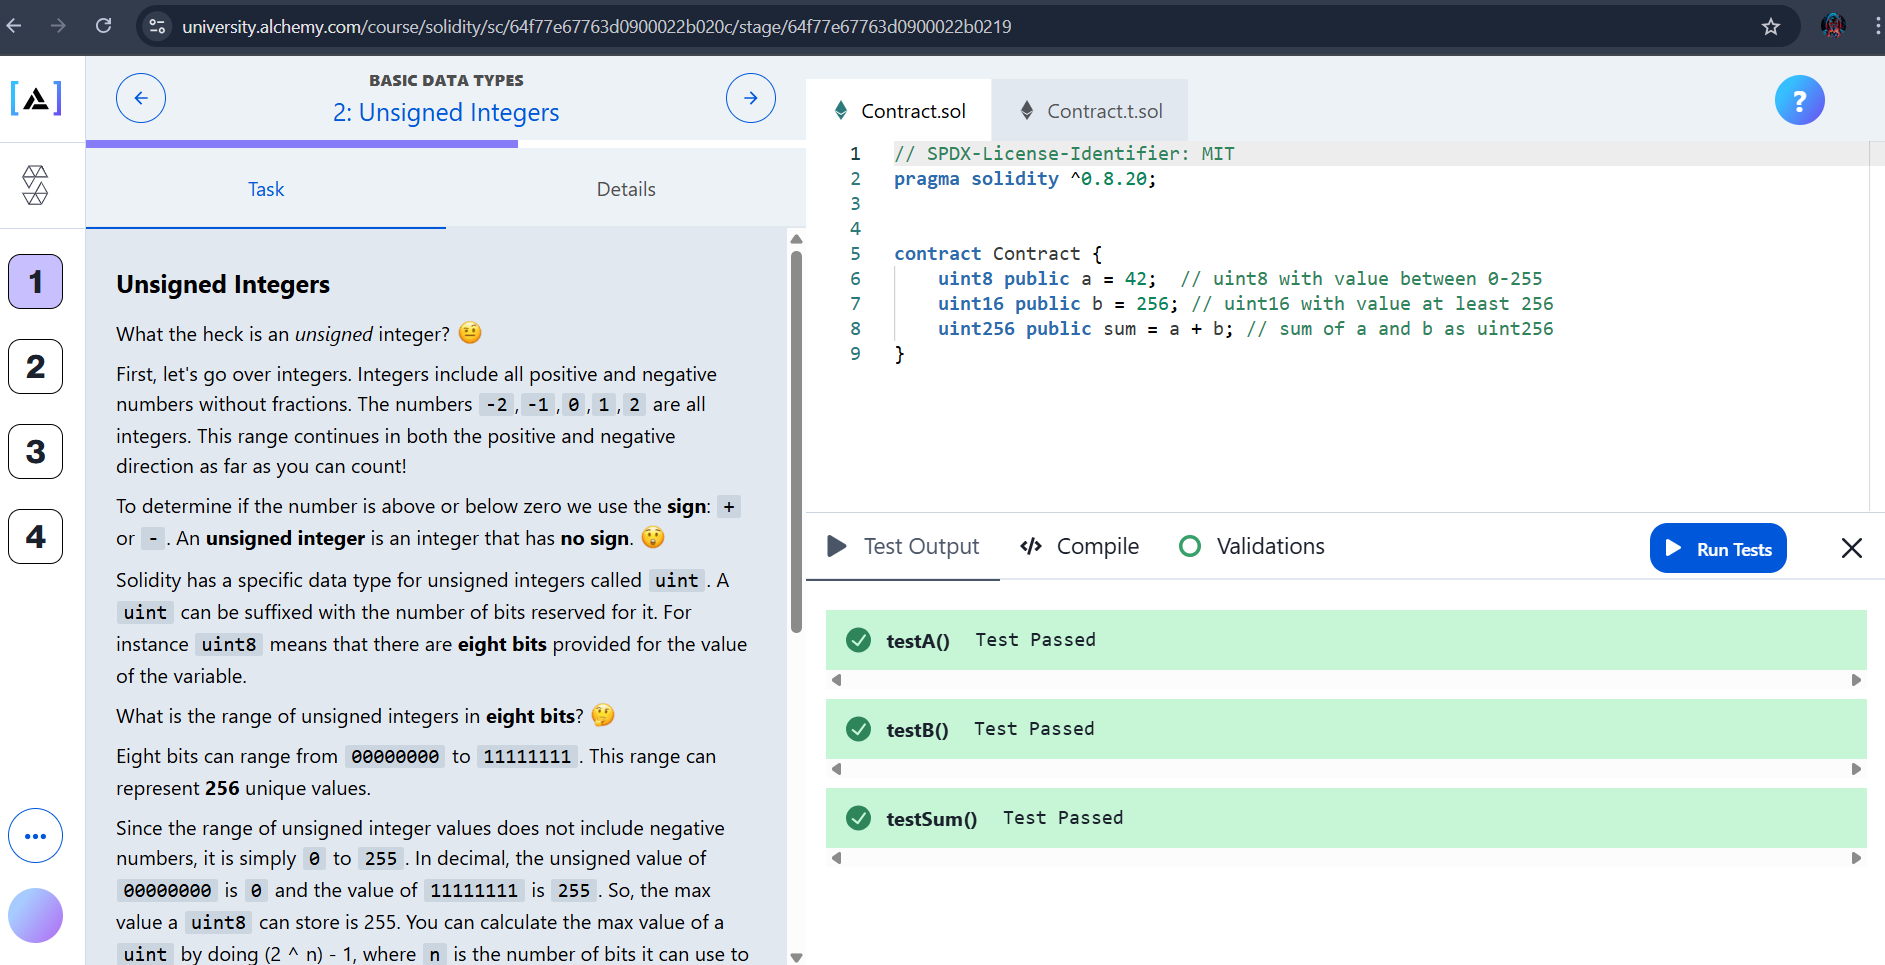 university.alchemy.com/course/solidity/sc/64f77e67763d0900022b020c/stage/64f77e67763d0900022b0219
BASIC DATA TYPES
2: Unsigned Integers
Task
Details
1
2
3
4
Unsigned Integers
What the heck is an unsigned integer? 🤨
First, let's go over integers. Integers include all positive and negative
numbers without fractions. The numbers -2 , -1 , 0 , 1 , 2 are all
integers. This range continues in both the positive and negative
direction as far as you can count!
To determine if the number is above or below zero we use the sign: +
or - . An unsigned integer is an integer that has no sign. 😲
Solidity has a specific data type for unsigned integers called uint . A
uint can be suffixed with the number of bits reserved for it. For
instance uint8 means that there are eight bits provided for the value
of the variable.
What is the range of unsigned integers in eight bits? 🤔
Eight bits can range from 00000000 to 11111111 . This range can
represent 256 unique values.
Since the range of unsigned integer values does not include negative
numbers, it is simply 0 to 255 . In decimal, the unsigned value of
00000000 is 0 and the value of 11111111 is 255 . So, the max
value a uint8 can store is 255. You can calculate the max value of a
uint by doing (2 ^ n) - 1, where n is the number of bits it can use to
Contract.sol
Contract.t.sol
?
1 // SPDX-License-Identifier: MIT
2 pragma solidity ^0.8.20;
3
4
5 contract Contract {
6 uint8 public a = 42; // uint8 with value between 0-255
7 uint16 public b = 256; // uint16 with value at least 256
8 uint256 public sum = a + b; // sum of a and b as uint256
9 }
Test Output
</> Compile
Validations
Run Tests
testA() Test Passed
testB() Test Passed
testSum() Test Passed